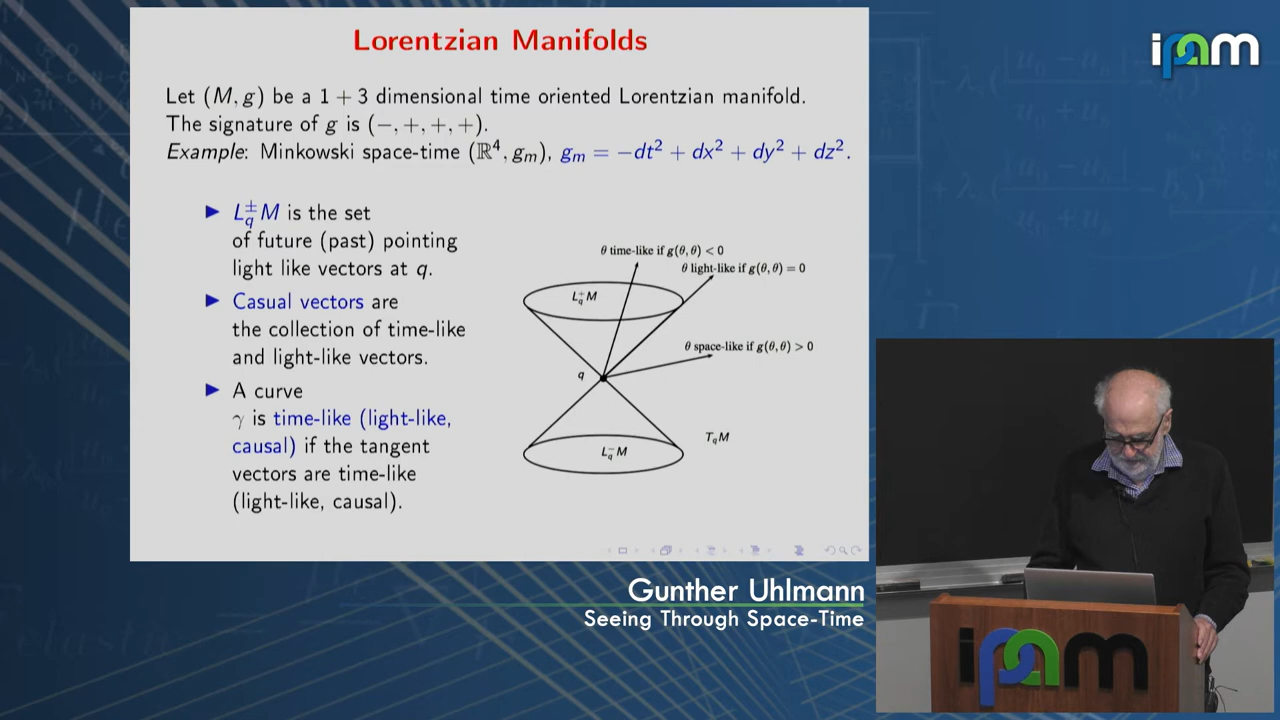 Lorentzian Manifolds
Let (M, g) be a 1 + 3 dimensional time oriented Lorentzian manifold.
The signature of g is (−, +, +, +).
Example: Minkowski space-time (ℝ⁴, gₘ), gₘ = −dt² + dx² + dy² + dz².
▶ L_q^± M is the set
of future (past) pointing
light like vectors at q.
▶ Casual vectors are
the collection of time-like
and light-like vectors.
▶ A curve
γ is time-like (light-like,
causal) if the tangent
vectors are time-like
(light-like, causal).
θ time-like if g(θ, θ) < 0
θ light-like if g(θ, θ) = 0
L_q^+ M
θ space-like if g(θ, θ) > 0
q
T_q M
L_q^- M
Gunther Uhlmann
Seeing Through Space-Time
ipam
ipam